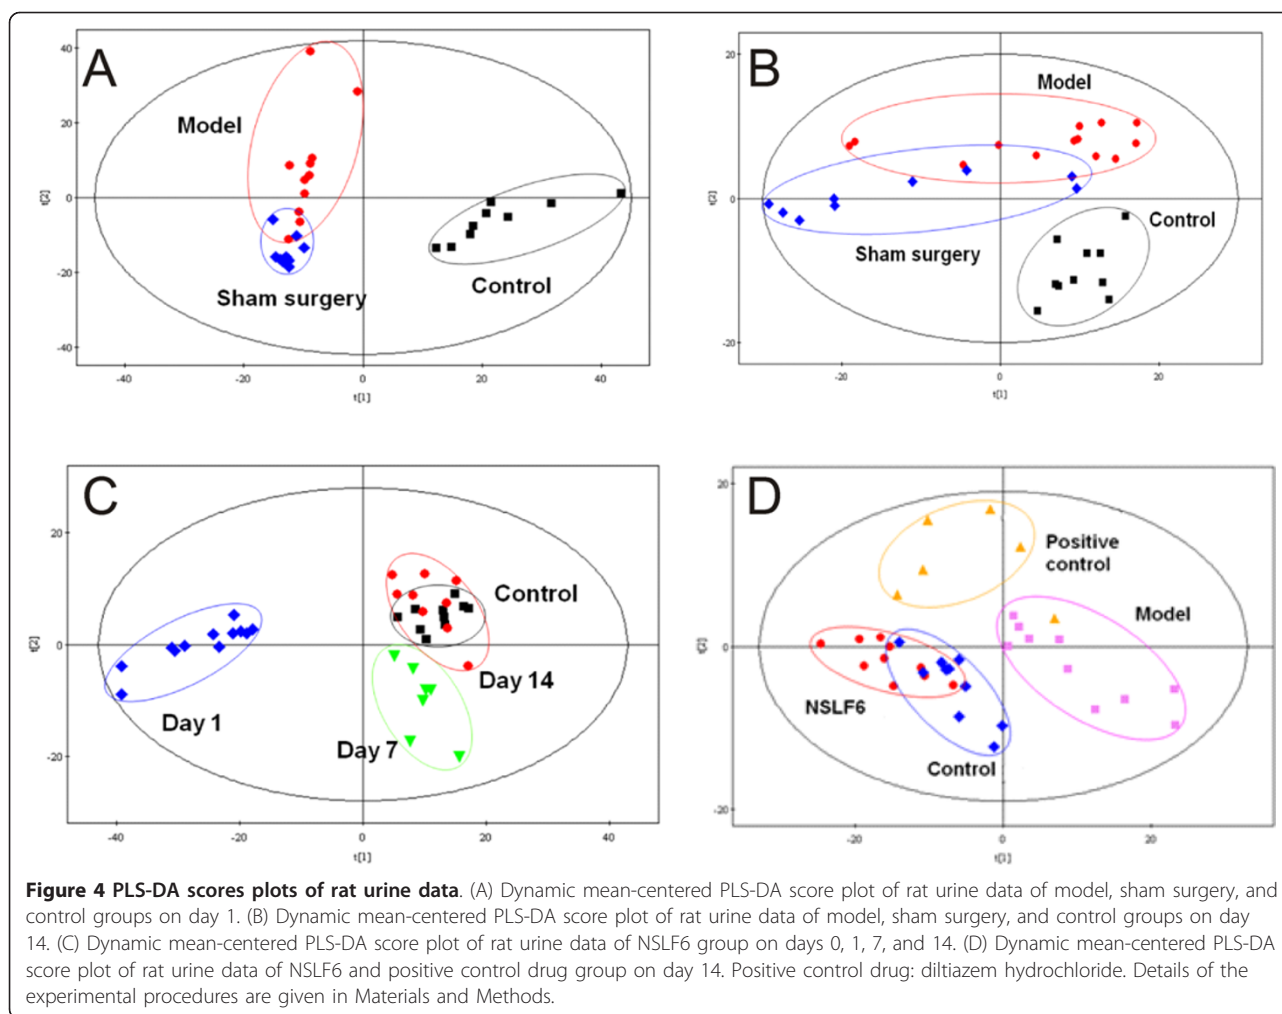 A
40
20
0
-20
-40
t[2]
-40
-20
0
20
40
t[1]
Model
Sham surgery
Control
B
20
0
-20
t[2]
-20
0
20
t[1]
Model
Sham surgery
Control
C
20
0
-20
t[2]
-40
-20
0
20
40
t[1]
Control
Day 14
Day 1
Day 7
D
20
0
-20
t[2]
-20
0
20
t[1]
Positive
control
Model
NSLF6
Control
Figure 4 PLS-DA scores plots of rat urine data. (A) Dynamic mean-centered PLS-DA score plot of rat urine data of model, sham surgery, and
control groups on day 1. (B) Dynamic mean-centered PLS-DA score plot of rat urine data of model, sham surgery, and control groups on day
14. (C) Dynamic mean-centered PLS-DA score plot of rat urine data of NSLF6 group on days 0, 1, 7, and 14. (D) Dynamic mean-centered PLS-DA
score plot of rat urine data of NSLF6 and positive control drug group on day 14. Positive control drug: diltiazem hydrochloride. Details of the
experimental procedures are given in Materials and Methods.